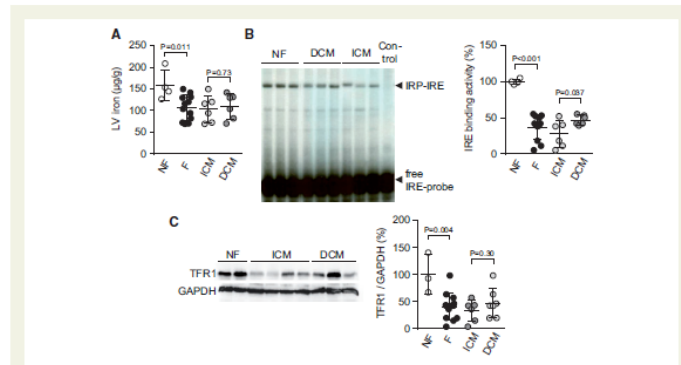 A
P=0.011
P=0.73
LV iron (µg/g)
250
200
150
100
50
0
NF
F
ICM
DCM
B
NF
DCM
ICM
Con-
trol
IRP-IRE
free
IRE-probe
IRE binding activity (%)
150
100
50
0
P<0.001
P=0.037
NF
F
ICM
DCM
C
NF
ICM
DCM
TFR1
GAPDH
TFR1 / GAPDH (%)
200
150
100
50
0
P=0.004
P=0.30
NF
F
ICM
DCM